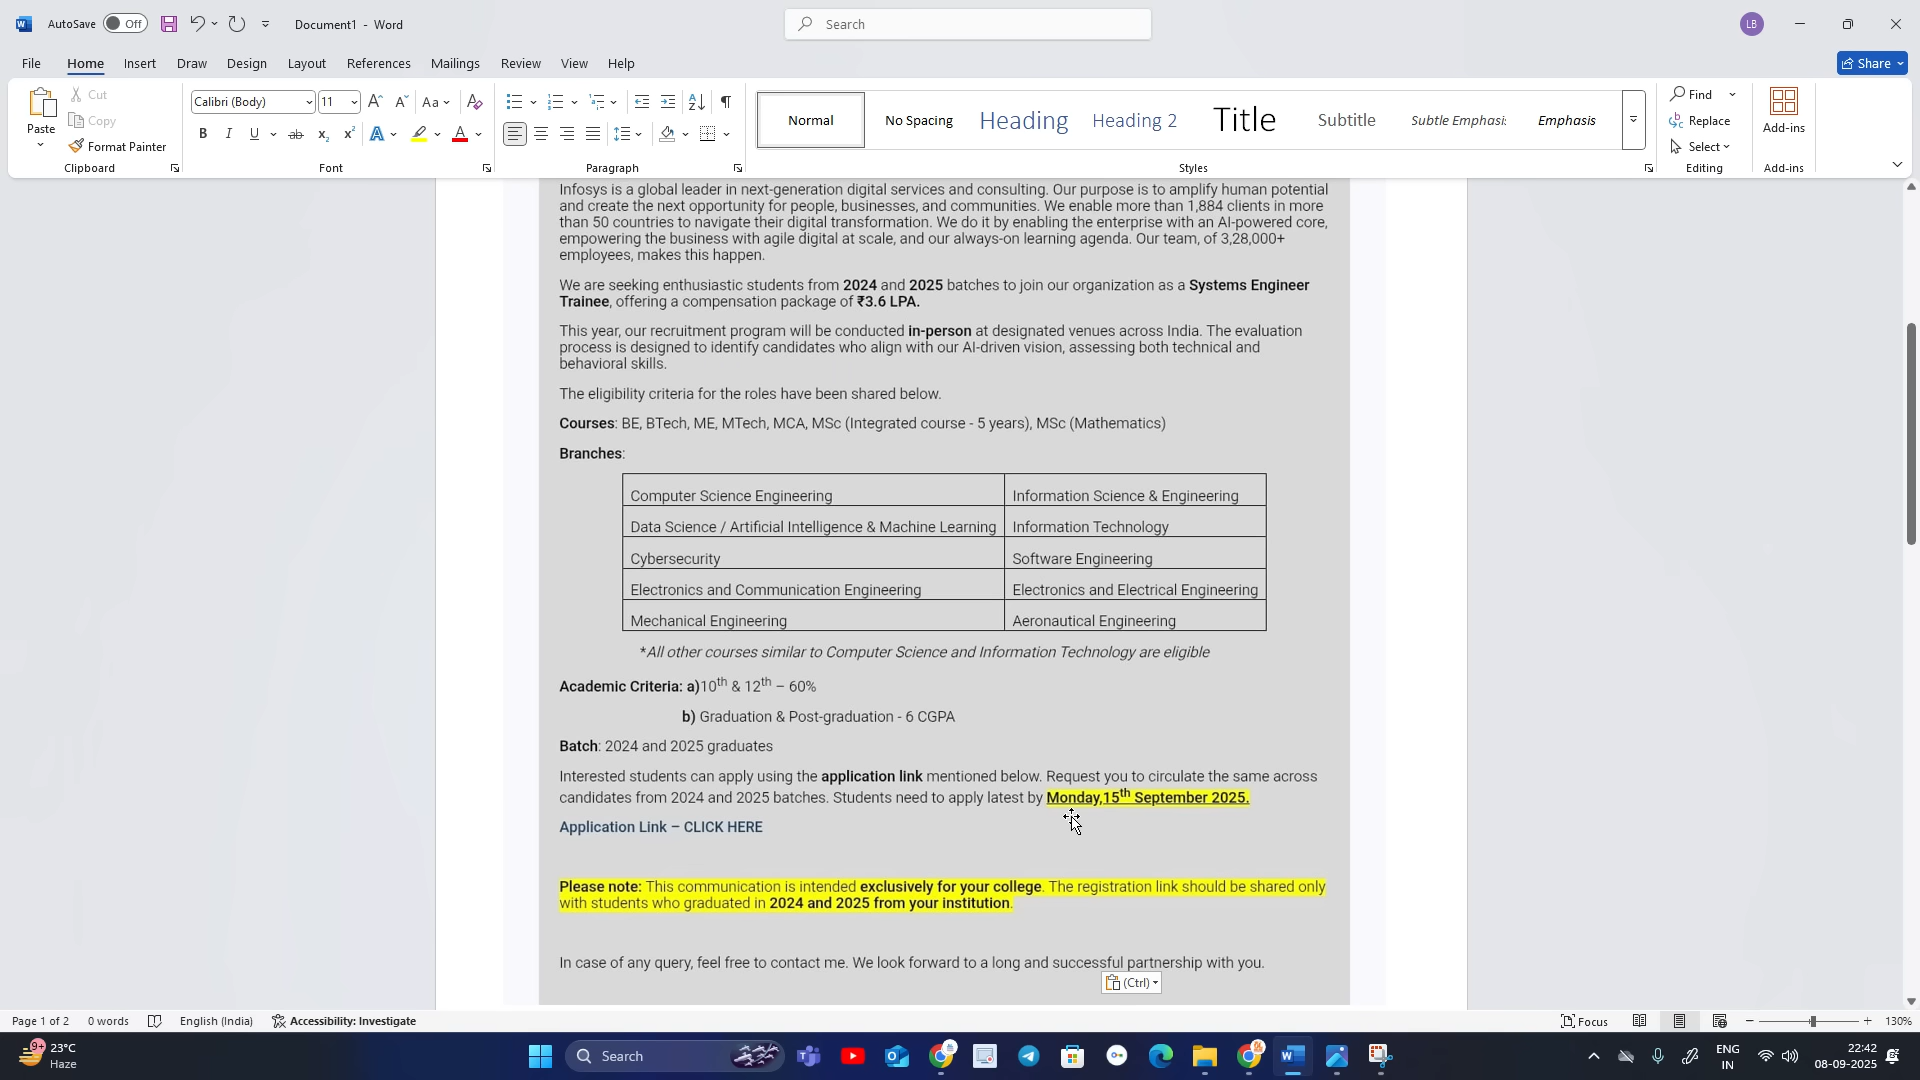 AutoSave Off Document1 - Word Search LB
File Home Insert Draw Design Layout References Mailings Review View Help Share
Paste Cut Copy Format Painter Clipboard
Calibri (Body) 11 A A Aa A B I U ab x₂ x² A A Font
Paragraph
Normal No Spacing Heading Heading 2 Title Subtitle Subtle Emphasis Emphasis Styles
Find Replace Select Editing
Add-ins Add-ins
Infosys is a global leader in next-generation digital services and consulting. Our purpose is to amplify human potential
and create the next opportunity for people, businesses, and communities. We enable more than 1,884 clients in more
than 50 countries to navigate their digital transformation. We do it by enabling the enterprise with an AI-powered core,
empowering the business with agile digital at scale, and our always-on learning agenda. Our team, of 3,28,000+
employees, makes this happen.
We are seeking enthusiastic students from 2024 and 2025 batches to join our organization as a Systems Engineer
Trainee, offering a compensation package of ₹3.6 LPA.
This year, our recruitment program will be conducted in-person at designated venues across India. The evaluation
process is designed to identify candidates who align with our AI-driven vision, assessing both technical and
behavioral skills.
The eligibility criteria for the roles have been shared below.
Courses: BE, BTech, ME, MTech, MCA, MSc (Integrated course - 5 years), MSc (Mathematics)
Branches:
Computer Science Engineering Information Science & Engineering
Data Science / Artificial Intelligence & Machine Learning Information Technology
Cybersecurity Software Engineering
Electronics and Communication Engineering Electronics and Electrical Engineering
Mechanical Engineering Aeronautical Engineering
*All other courses similar to Computer Science and Information Technology are eligible
Academic Criteria: a)10th & 12th – 60%
b) Graduation & Post-graduation - 6 CGPA
Batch: 2024 and 2025 graduates
Interested students can apply using the application link mentioned below. Request you to circulate the same across
candidates from 2024 and 2025 batches. Students need to apply latest by Monday,15th September 2025.
Application Link – CLICK HERE
Please note: This communication is intended exclusively for your college. The registration link should be shared only
with students who graduated in 2024 and 2025 from your institution.
In case of any query, feel free to contact me. We look forward to a long and successful partnership with you.
(Ctrl)
Page 1 of 2 0 words English (India) Accessibility: Investigate Focus 130%
9+ 23°C Search ENG 22:42
Haze IN 08-09-2025